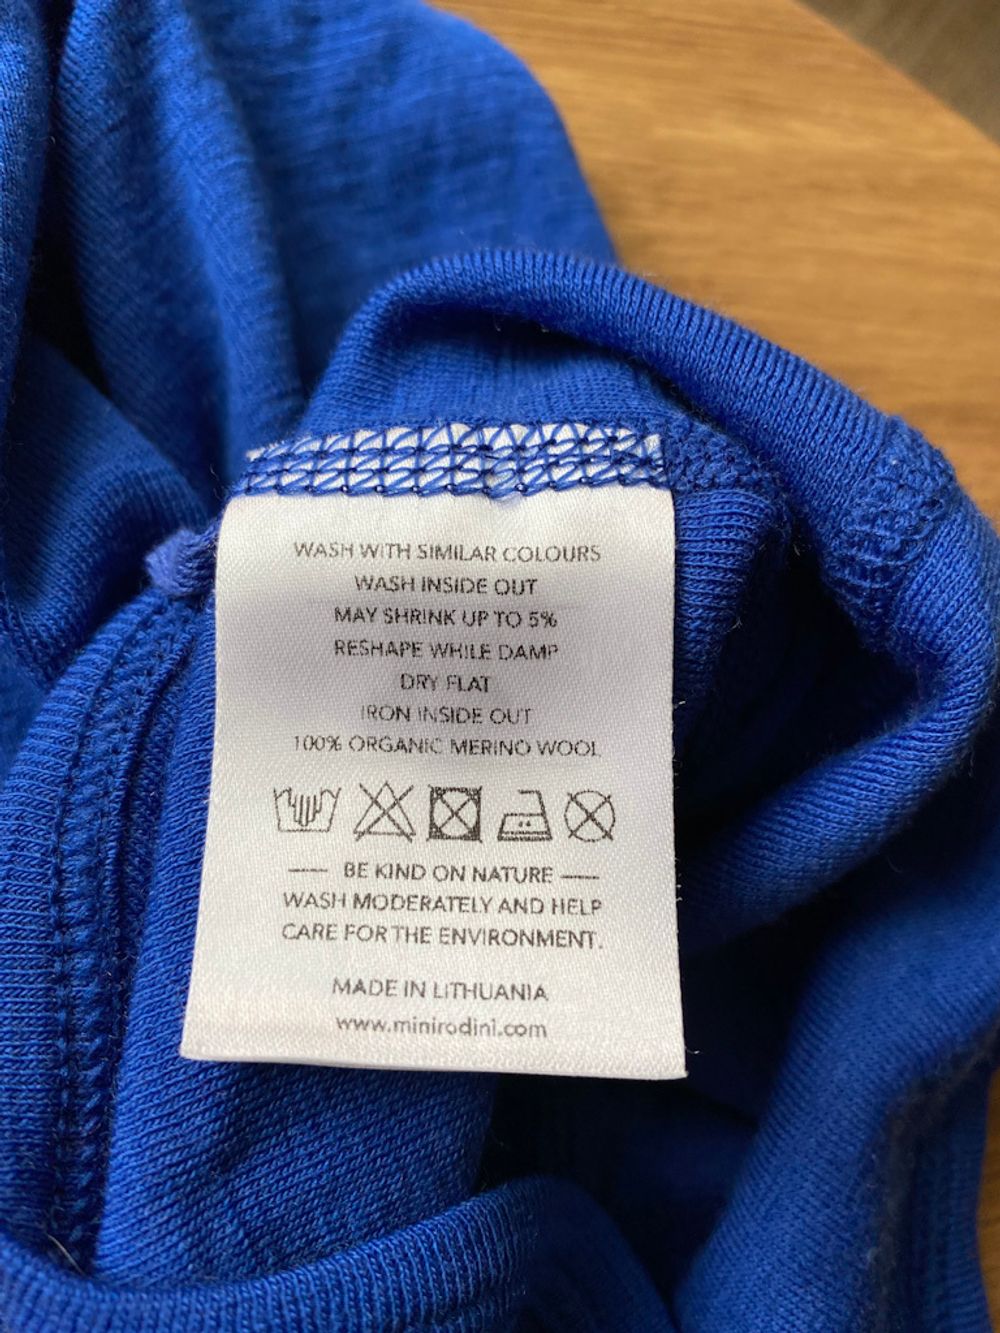 WASH WITH SIMILAR COLOURS
WASH INSIDE OUT
MAY SHRINK UP TO 5%
RESHAPE WHILE DAMP
DRY FLAT
IRON INSIDE OUT
100% ORGANIC MERINO WOOL
BE KIND ON NATURE
WASH MODERATELY AND HELP
CARE FOR THE ENVIRONMENT.
MADE IN LITHUANIA
www.minirodini.com